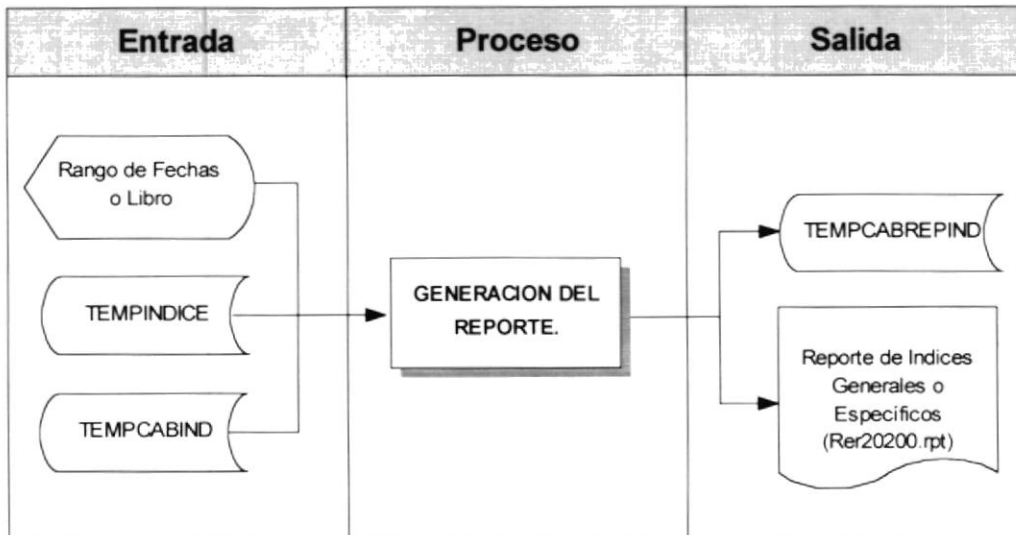 Entrada
Proceso
Salida
Rango de Fechas
o Libro
TEMPINDICE
TEMPCABIND
GENERACION DEL
REPORTE.
TEMPCABREPIND
Reporte de Indices
Generales o
Especificos
(Rer20200.rpt)